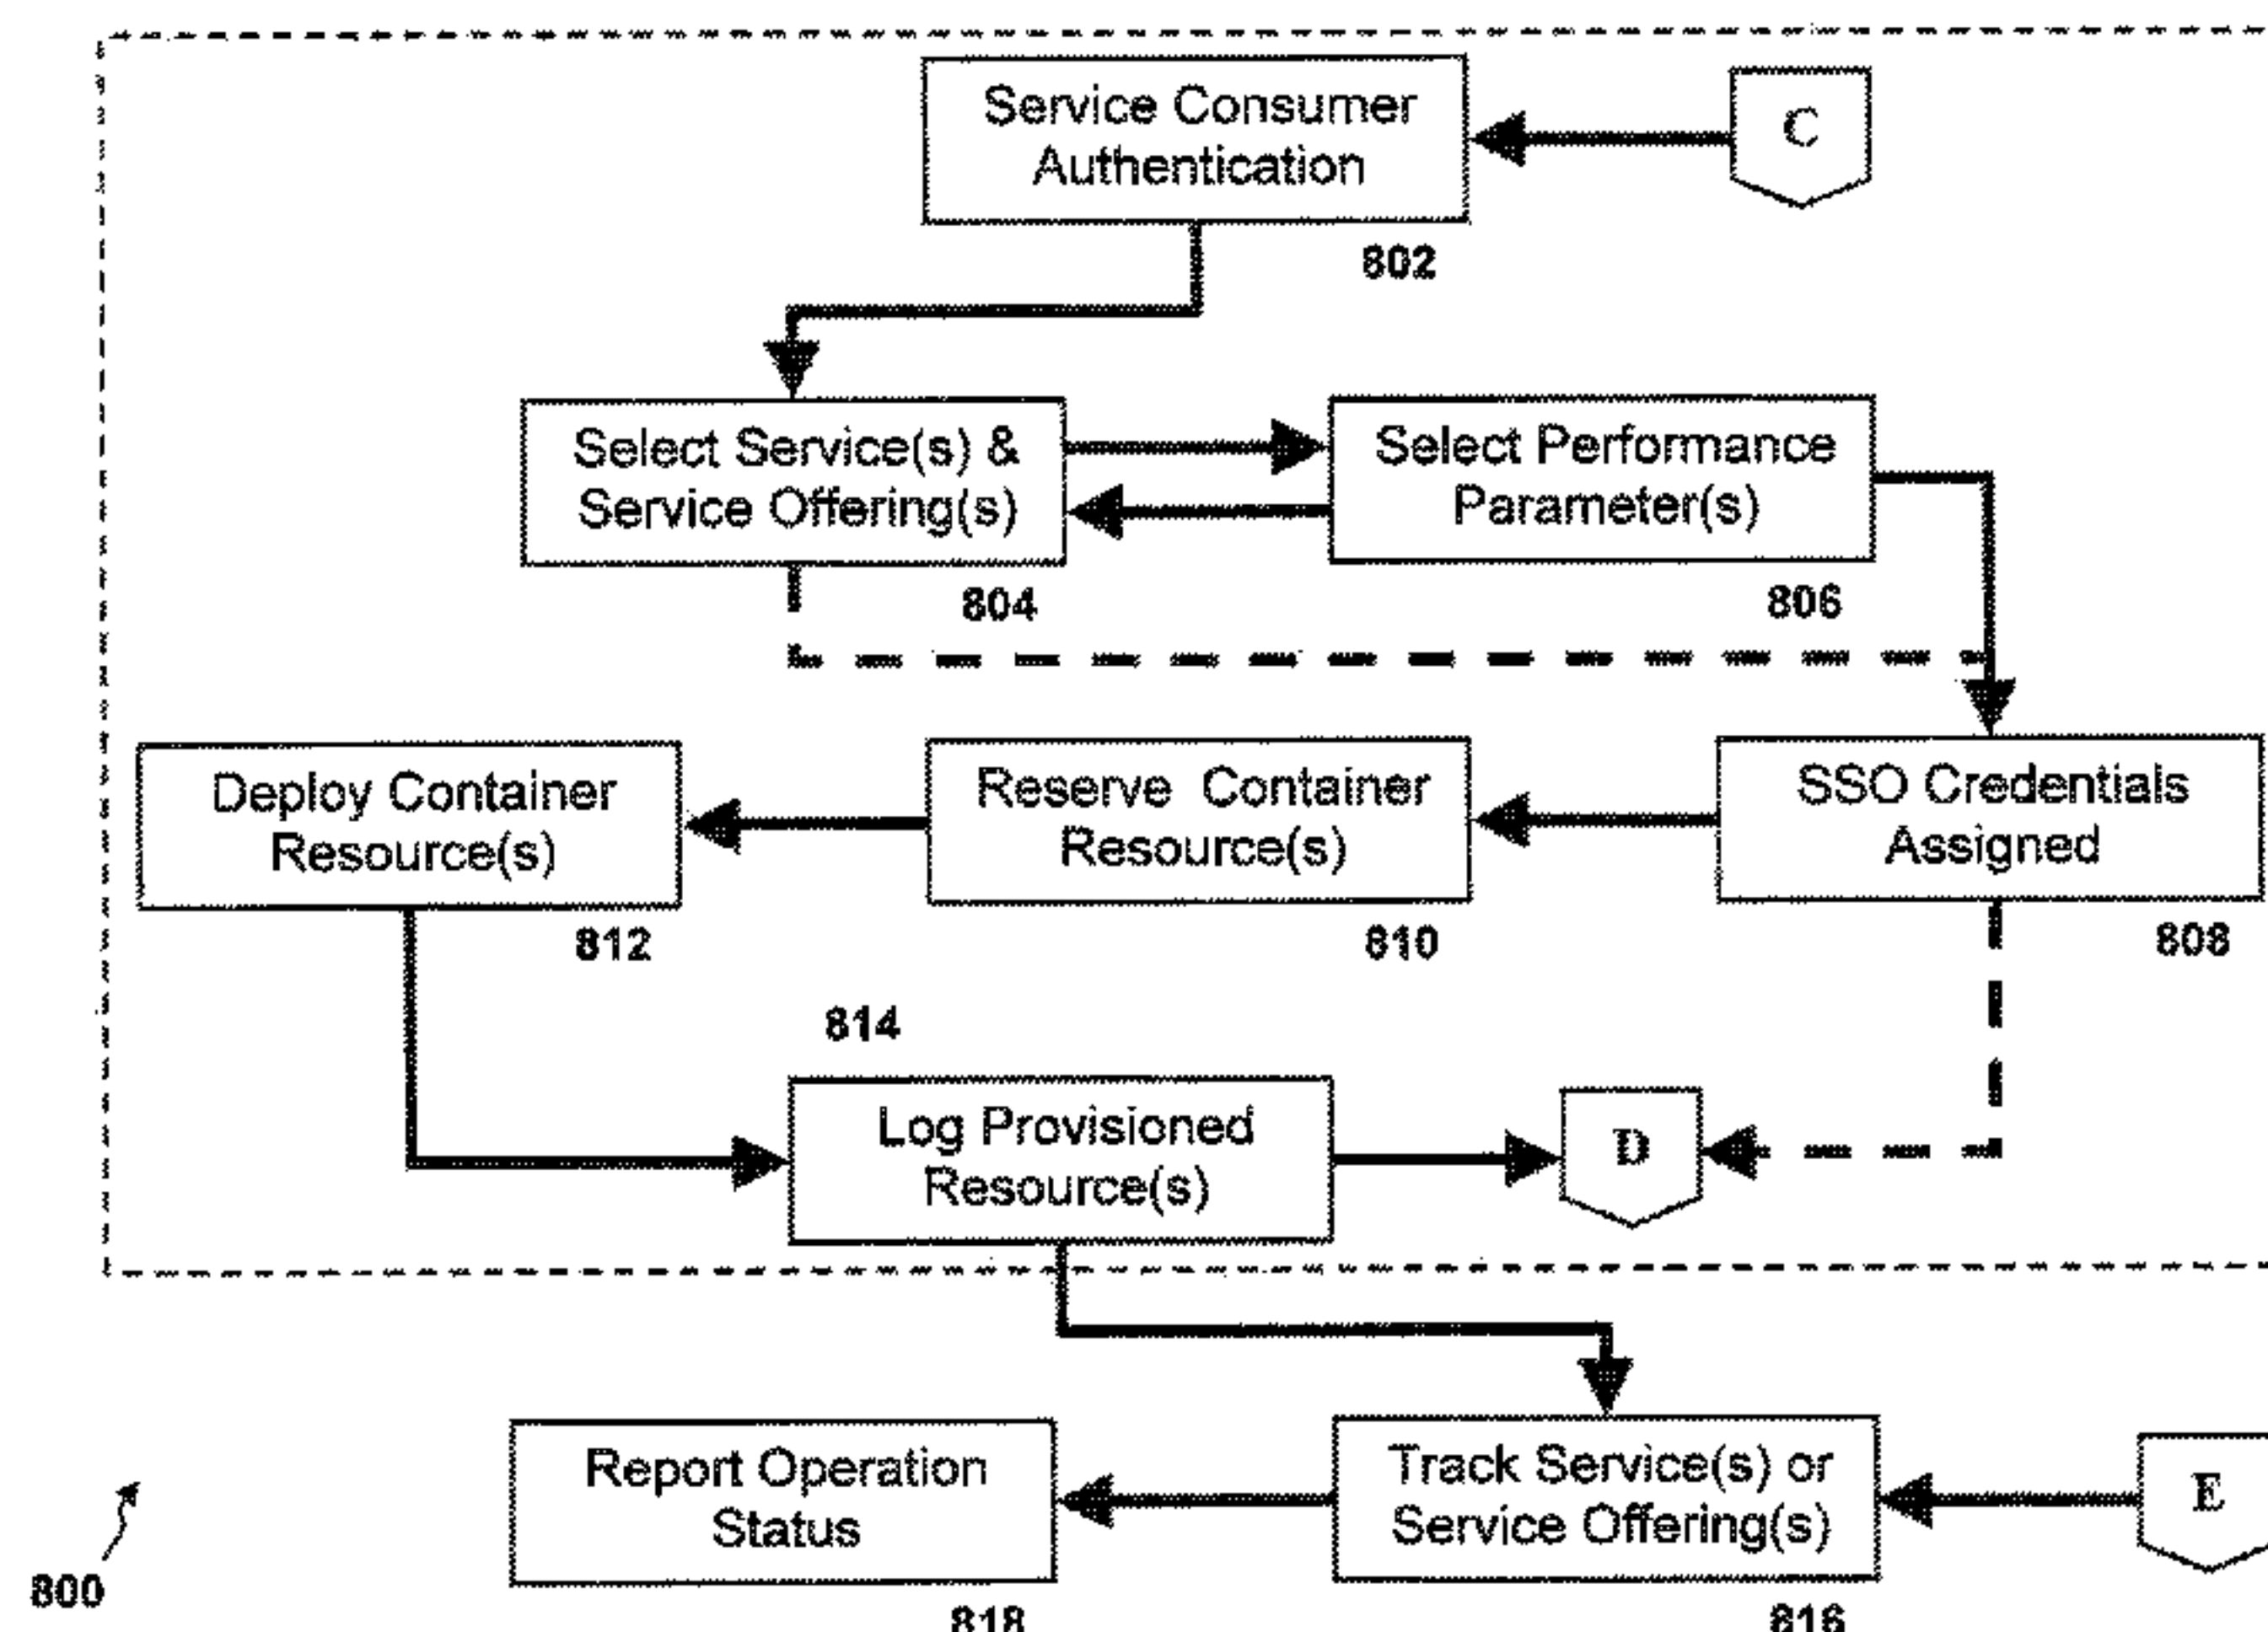 Service Consumer
Authentication
C
802
Select Service(s) &
Service Offering(s)
Select Performance
Parameter(s)
804
806
Deploy Container
Resource(s)
Reserve Container
Resource(s)
SSO Credentials
Assigned
812
810
808
814
Log Provisioned
Resource(s)
D
Report Operation
Status
Track Service(s) or
Service Offering(s)
E
800
818
816